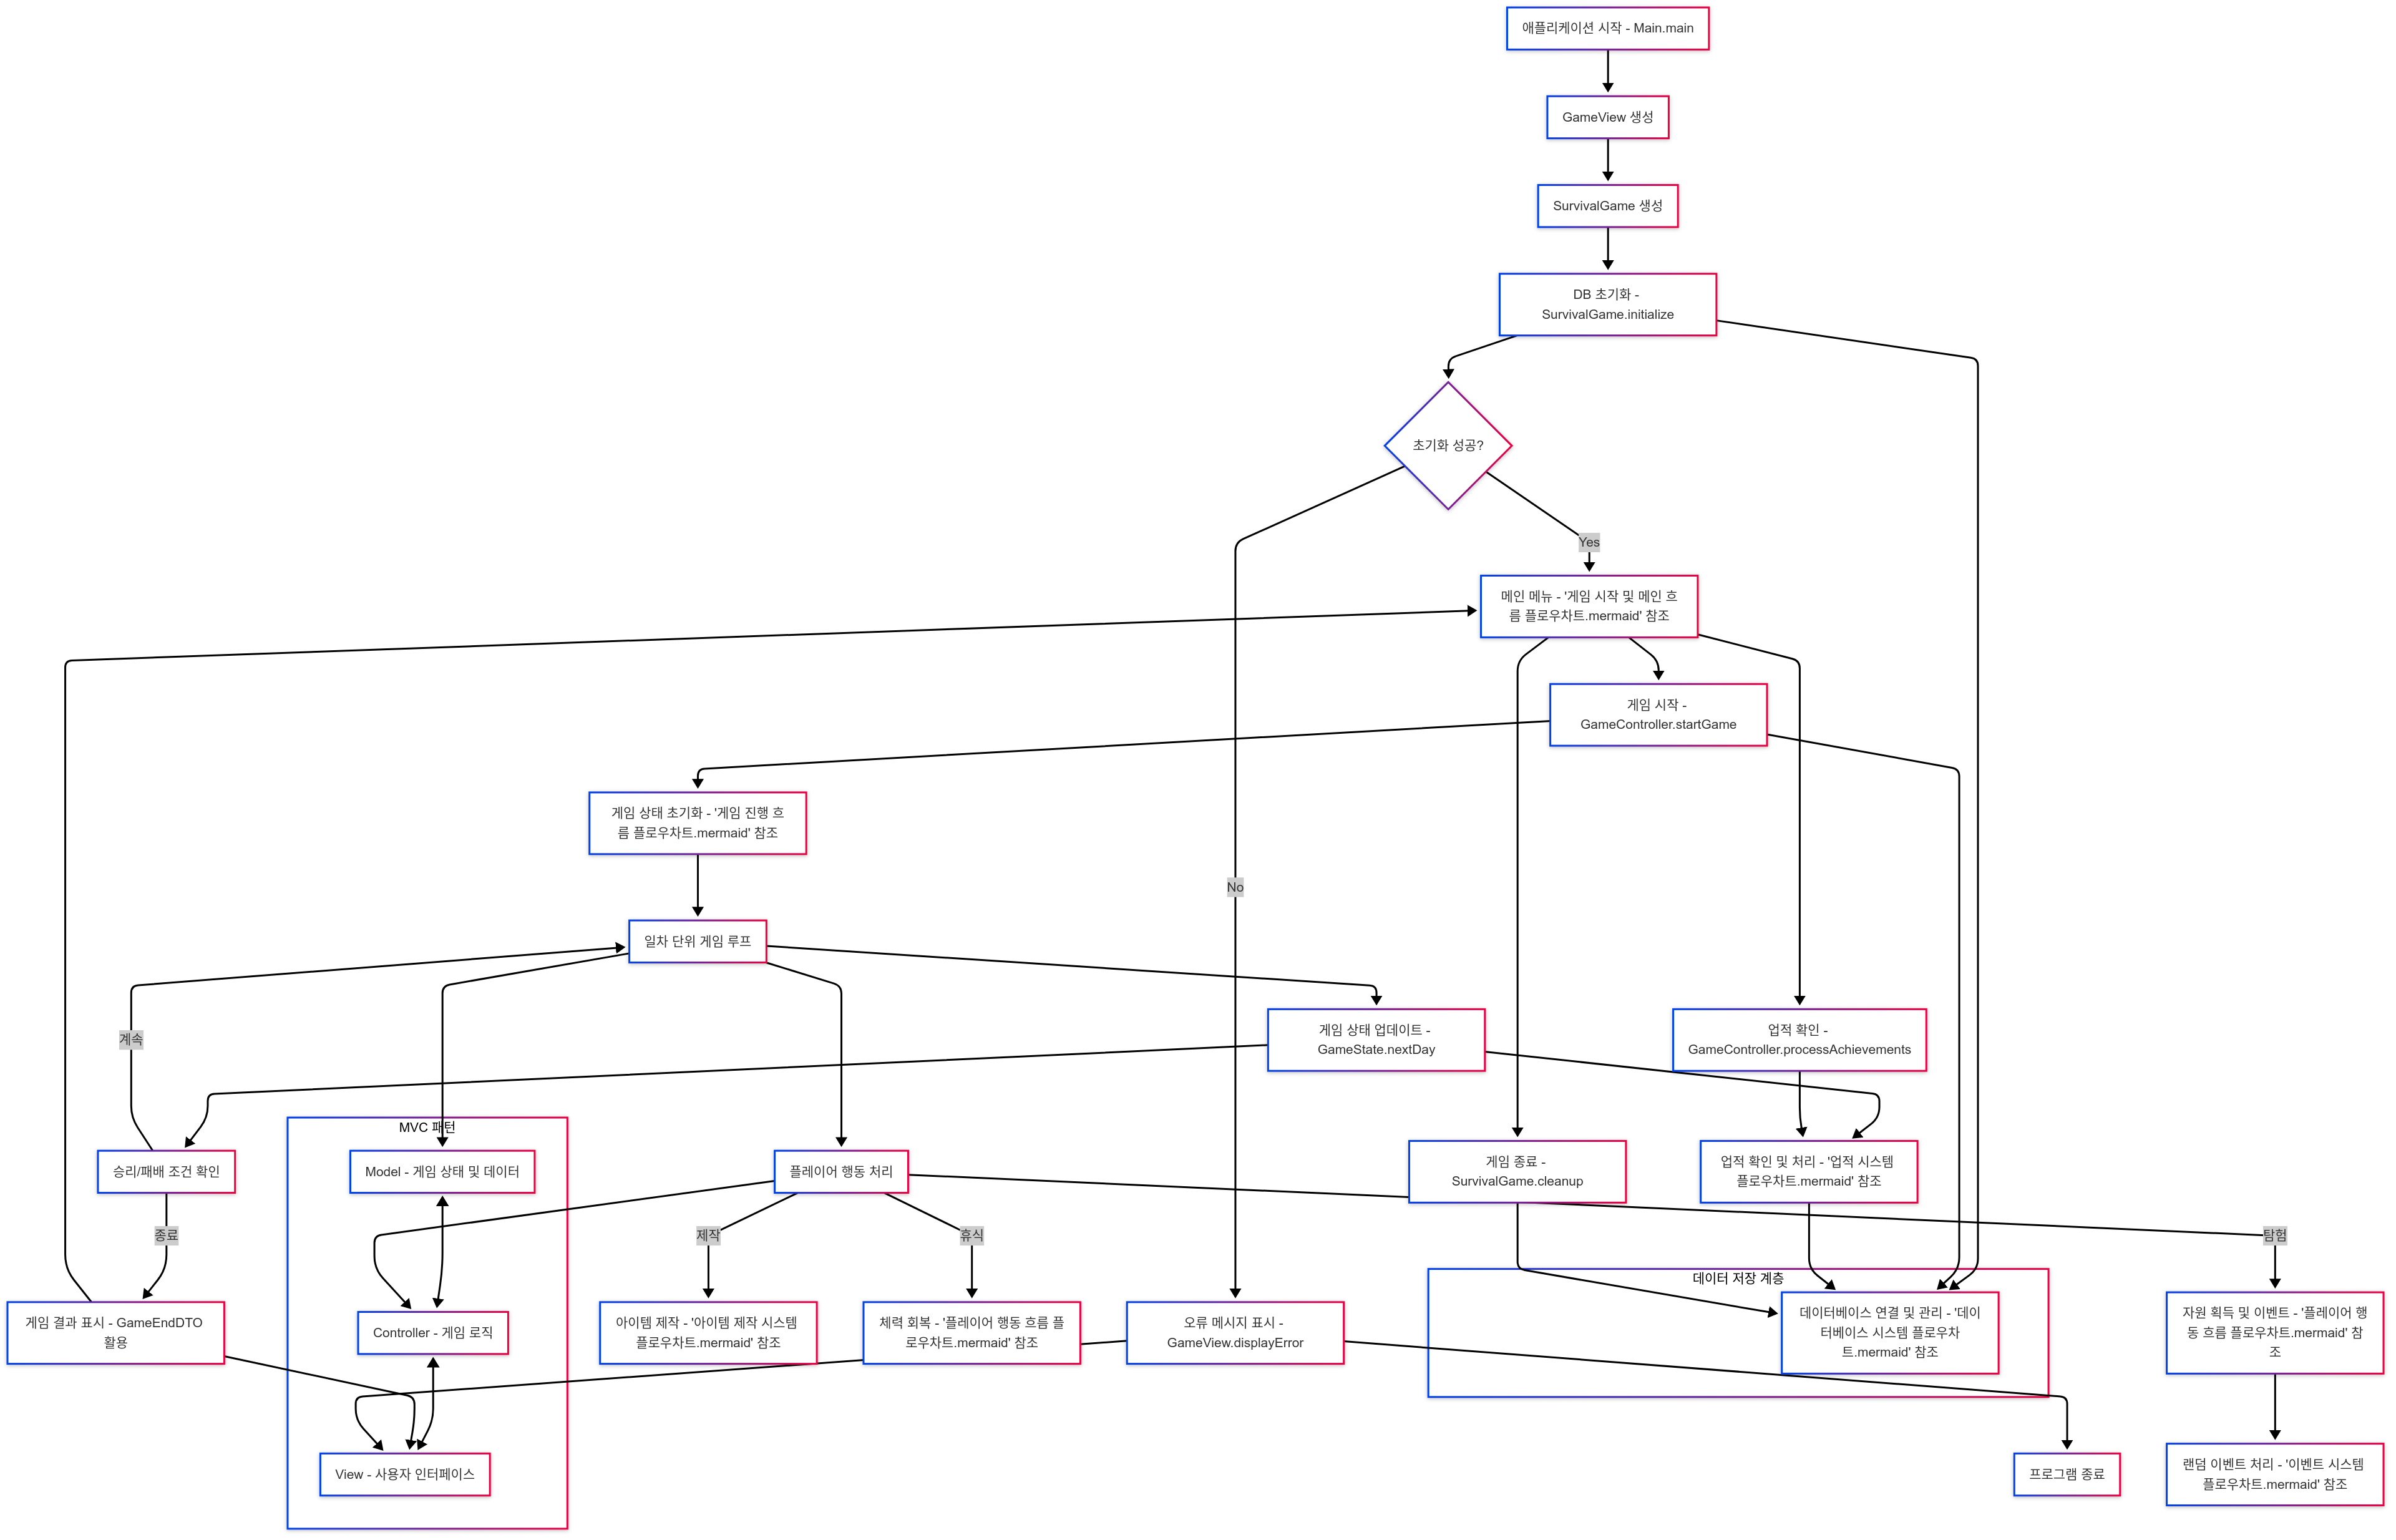 애플리케이션 시작 - Main.main
GameView 생성
SurvivalGame 생성
DB 초기화 -
SurvivalGame.initialize
초기화 성공?
Yes
메인 메뉴 - '게임 시작 및 메인 흐
름 플로우차트.mermaid' 참조
게임 시작 -
GameController.startGame
게임 상태 초기화 - '게임 진행 흐
름 플로우차트.mermaid' 참조
No
일차 단위 게임 루프
계속
게임 상태 업데이트 -
GameState.nextDay
업적 확인 -
GameController.processAchievements
MVC 패턴
승리/패배 조건 확인
Model - 게임 상태 및 데이터
플레이어 행동 처리
게임 종료 -
SurvivalGame.cleanup
업적 확인 및 처리 - '업적 시스템
플로우차트.mermaid' 참조
종료
제작
휴식
탐험
데이터 저장 계층
게임 결과 표시 - GameEndDTO
활용
Controller - 게임 로직
아이템 제작 - '아이템 제작 시스템
플로우차트.mermaid' 참조
체력 회복 - '플레이어 행동 흐름 플
로우차트.mermaid' 참조
오류 메시지 표시 -
GameView.displayError
데이터베이스 연결 및 관리 - '데이
터베이스 시스템 플로우차
트.mermaid' 참조
자원 획득 및 이벤트 - '플레이어 행
동 흐름 플로우차트.mermaid' 참
조
View - 사용자 인터페이스
프로그램 종료
랜덤 이벤트 처리 - '이벤트 시스템
플로우차트.mermaid' 참조